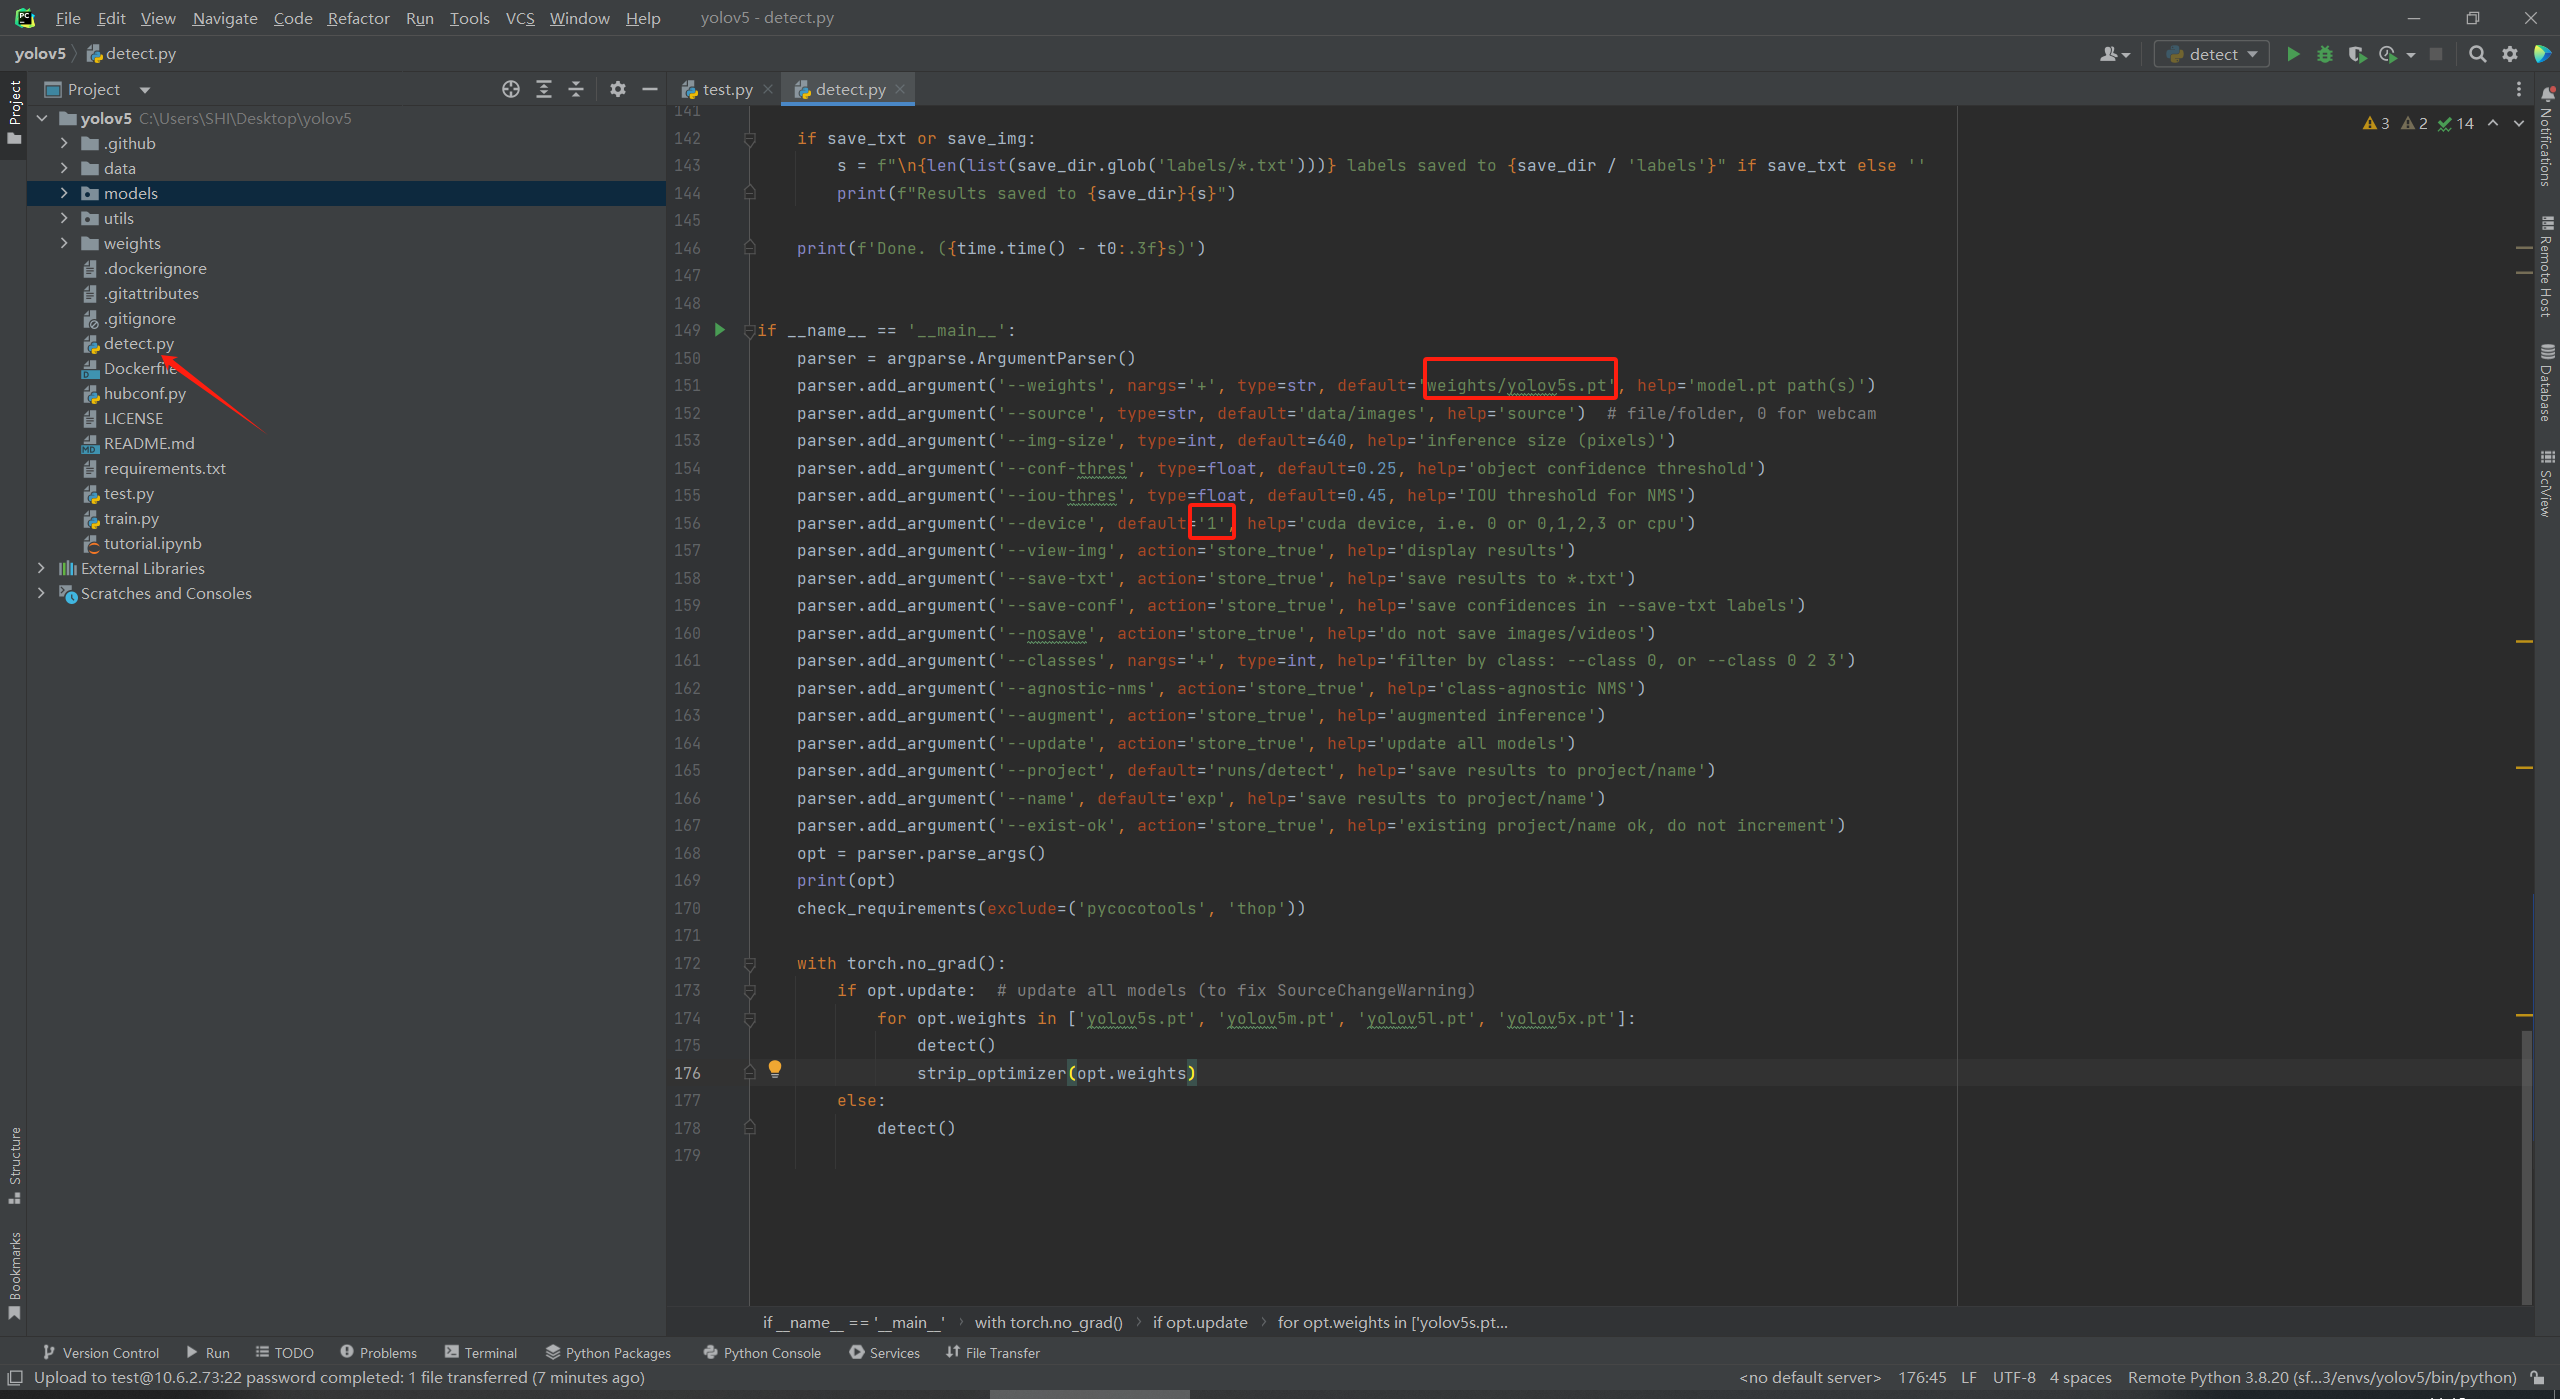 File Edit View Navigate Code Refactor Run Tools VCS Window Help yolov5 - detect.py
yolov5 detect.py
detect
Project
test.py detect.py
yolov5 C:\Users\SHI\Desktop\yolov5
.github
data
models
utils
weights
.dockerignore
.gitattributes
.gitignore
detect.py
Dockerfile
hubconf.py
LICENSE
README.md
requirements.txt
test.py
train.py
tutorial.ipynb
External Libraries
Scratches and Consoles
Project
Structure
Bookmarks
3 2 14
141
142 if save_txt or save_img:
143 s = f"\n{len(list(save_dir.glob('labels/*.txt')))} labels saved to {save_dir / 'labels'}" if save_txt else ''
144 print(f"Results saved to {save_dir}{s}")
145
146 print(f'Done. ({time.time() - t0:.3f}s)')
147
148
149 if __name__ == '__main__':
150 parser = argparse.ArgumentParser()
151 parser.add_argument('--weights', nargs='+', type=str, default='weights/yolov5s.pt', help='model.pt path(s)')
152 parser.add_argument('--source', type=str, default='data/images', help='source')  # file/folder, 0 for webcam
153 parser.add_argument('--img-size', type=int, default=640, help='inference size (pixels)')
154 parser.add_argument('--conf-thres', type=float, default=0.25, help='object confidence threshold')
155 parser.add_argument('--iou-thres', type=float, default=0.45, help='IOU threshold for NMS')
156 parser.add_argument('--device', default='1', help='cuda device, i.e. 0 or 0,1,2,3 or cpu')
157 parser.add_argument('--view-img', action='store_true', help='display results')
158 parser.add_argument('--save-txt', action='store_true', help='save results to *.txt')
159 parser.add_argument('--save-conf', action='store_true', help='save confidences in --save-txt labels')
160 parser.add_argument('--nosave', action='store_true', help='do not save images/videos')
161 parser.add_argument('--classes', nargs='+', type=int, help='filter by class: --class 0, or --class 0 2 3')
162 parser.add_argument('--agnostic-nms', action='store_true', help='class-agnostic NMS')
163 parser.add_argument('--augment', action='store_true', help='augmented inference')
164 parser.add_argument('--update', action='store_true', help='update all models')
165 parser.add_argument('--project', default='runs/detect', help='save results to project/name')
166 parser.add_argument('--name', default='exp', help='save results to project/name')
167 parser.add_argument('--exist-ok', action='store_true', help='existing project/name ok, do not increment')
168 opt = parser.parse_args()
169 print(opt)
170 check_requirements(exclude=('pycocotools', 'thop'))
171
172 with torch.no_grad():
173 if opt.update:  # update all models (to fix SourceChangeWarning)
174 for opt.weights in ['yolov5s.pt', 'yolov5m.pt', 'yolov5l.pt', 'yolov5x.pt']:
175 detect()
176 strip_optimizer(opt.weights)
177 else:
178 detect()
179
Notifications
Remote Host
Database
SciView
if __name__ == '__main__' › with torch.no_grad() › if opt.update › for opt.weights in ['yolov5s.pt...
Version Control Run TODO Problems Terminal Python Packages Python Console Services File Transfer
Upload to test@10.6.2.73:22 password completed: 1 file transferred (7 minutes ago) <no default server> 176:45 LF UTF-8 4 spaces Remote Python 3.8.20 (sf...3/envs/yolov5/bin/python)